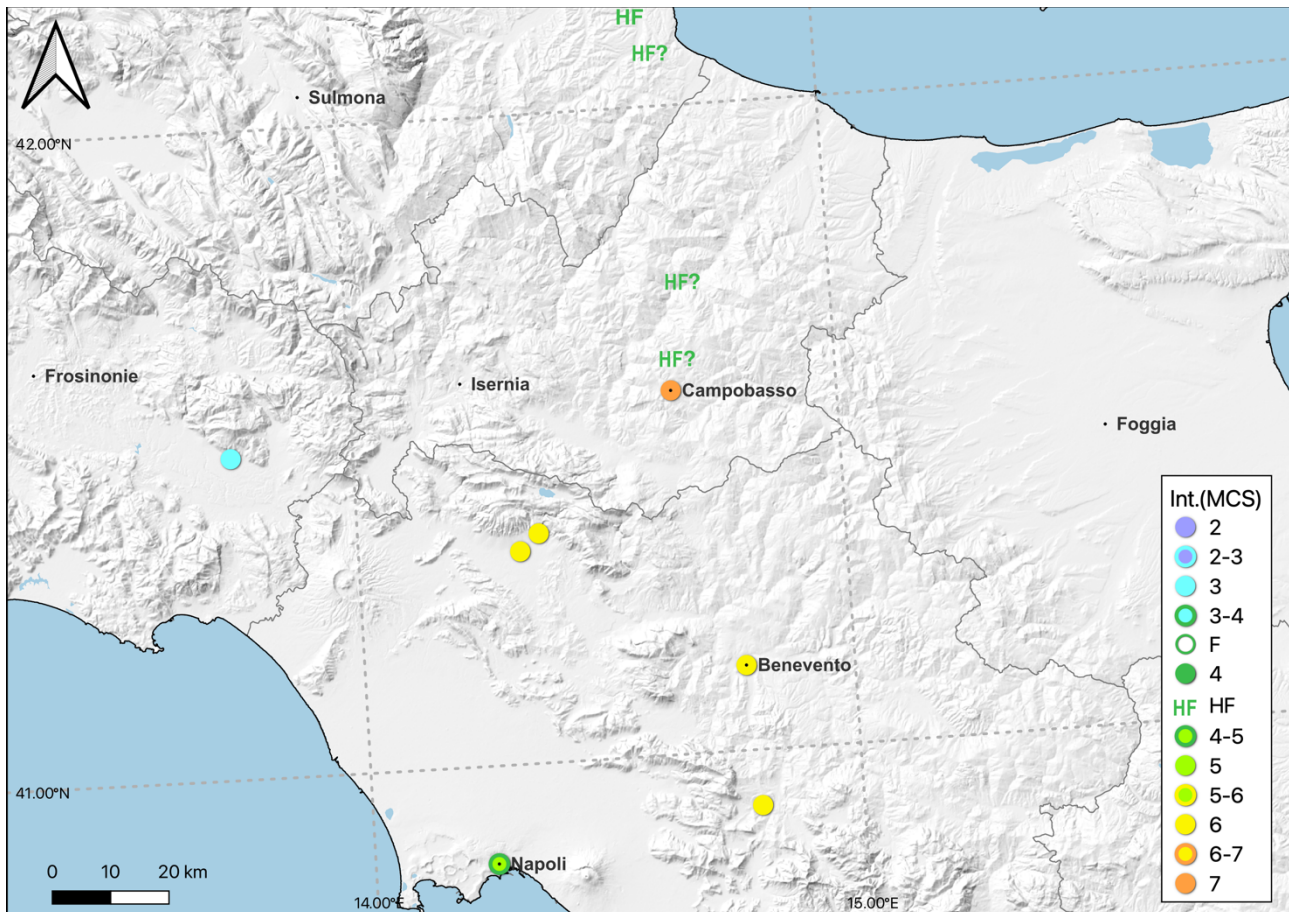 HF
HF?
Sulmona
42.00°N
HF?
HF?
Frosinonie
Isernia
Campobasso
Foggia
Benevento
41.00°N
Napoli
0 10 20 km
14.00°E
15.00°E
Int.(MCS)
2
2-3
3
3-4
F
4
HF HF
4-5
5
5-6
6
6-7
7